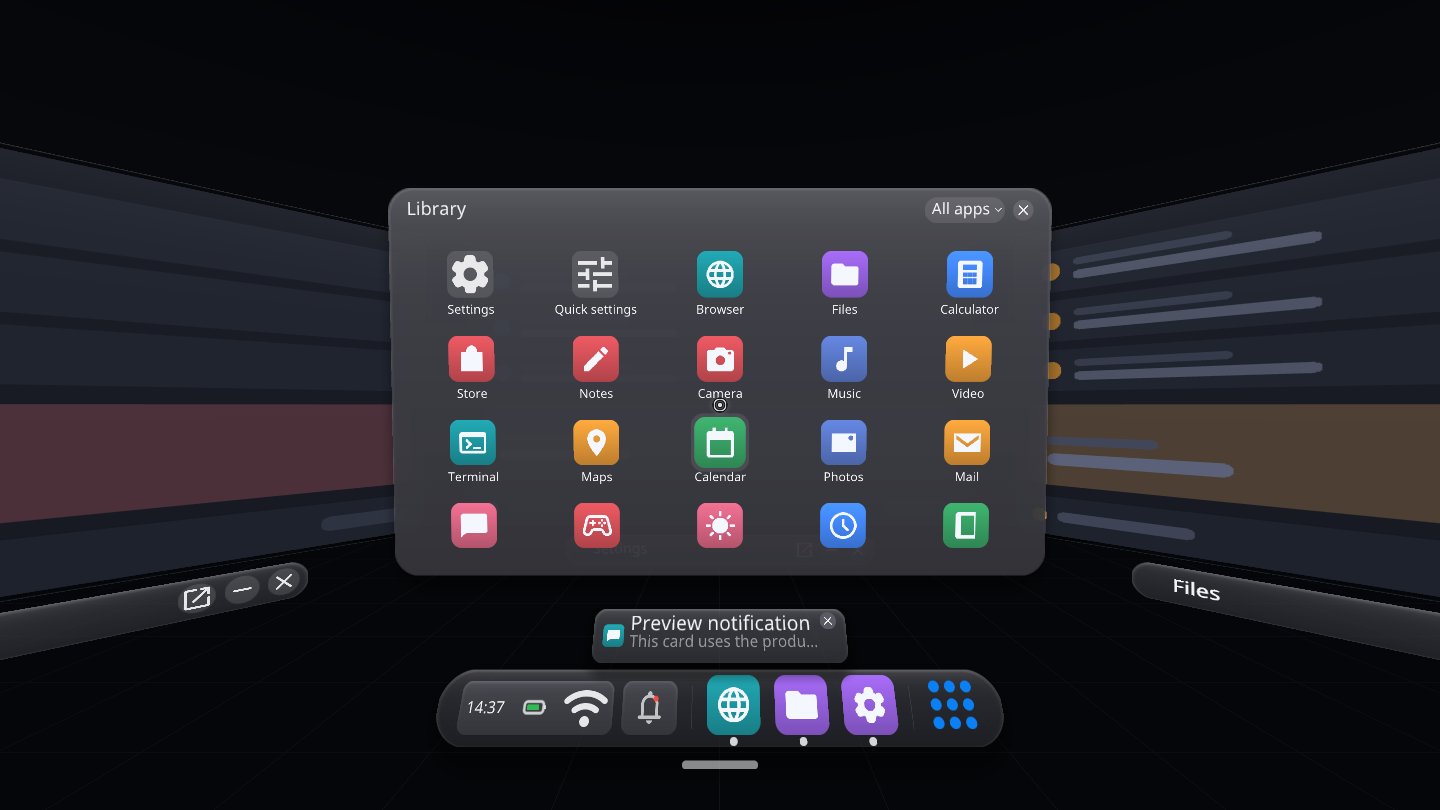 Library
All apps
Settings
Quick settings
Browser
Files
Calculator
Store
Notes
Camera
Music
Video
Terminal
Maps
Calendar
Photos
Mail
Settings
Files
Preview notification
This card uses the produ...
14:37